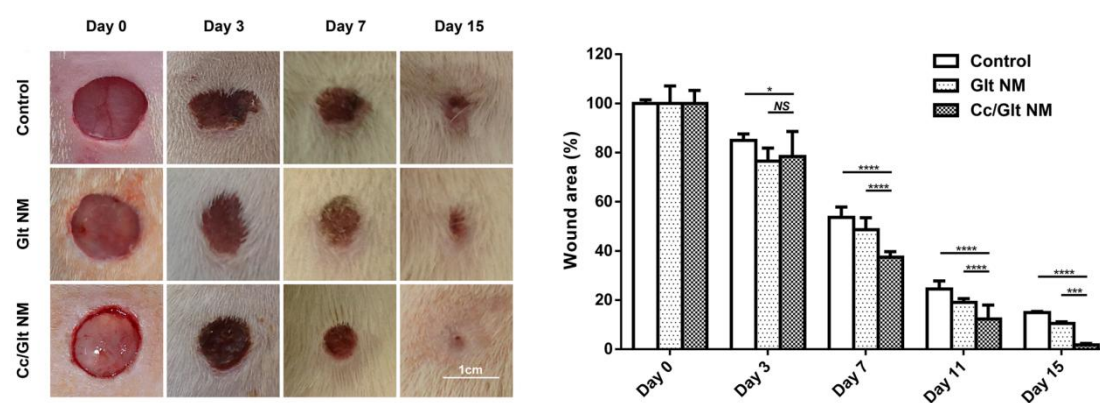 Day 0 Day 3 Day 7 Day 15
Control
Glt NM
Cc/Glt NM
1cm
Wound area (%)
120
100
80
60
40
20
0
Control
Glt NM
Cc/Glt NM
*
NS
****
****
****
****
****
***
Day 0 Day 3 Day 7 Day 11 Day 15